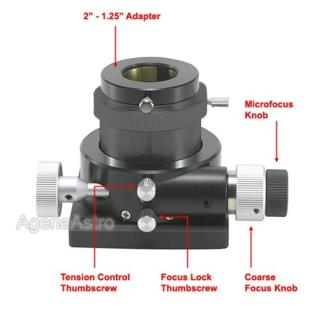 2” - 1.25” Adapter
Microfocus
Knob
AgenaAstro
Tension Control
Thumbscrew
Focus Lock
Thumbscrew
Coarse
Focus Knob